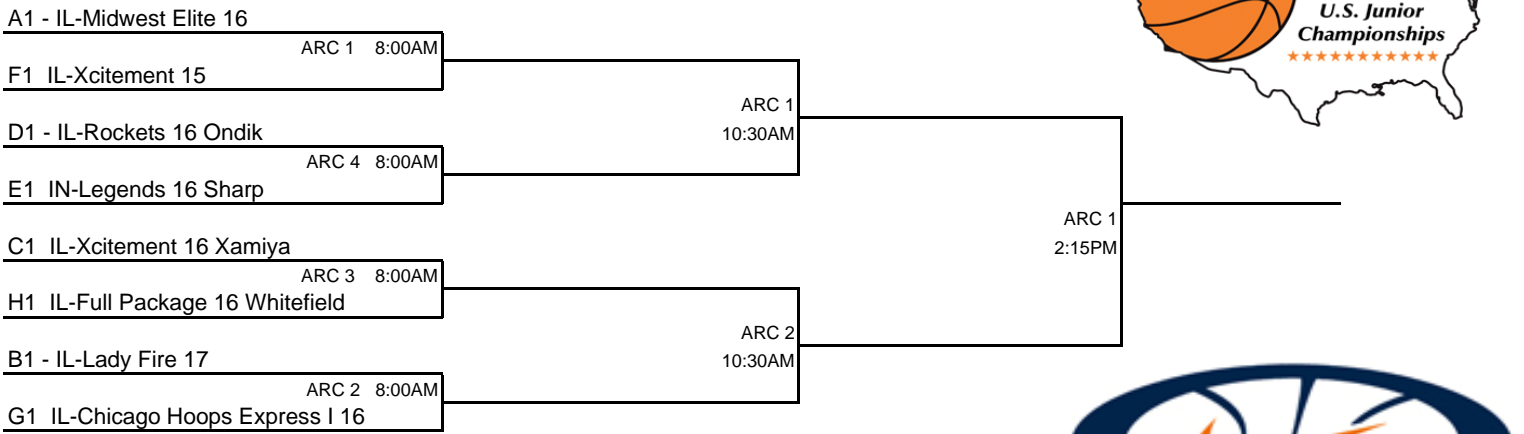 A1 - IL-Midwest Elite 16
U.S. Junior
Championships
ARC 1 8:00AM
F1 IL-Xcitement 15
ARC 1
10:30AM
D1 - IL-Rockets 16 Ondik
ARC 4 8:00AM
E1 IN-Legends 16 Sharp
ARC 1
2:15PM
C1 IL-Xcitement 16 Xamiya
ARC 3 8:00AM
H1 IL-Full Package 16 Whitefield
ARC 2
10:30AM
B1 - IL-Lady Fire 17
ARC 2 8:00AM
G1 IL-Chicago Hoops Express I 16